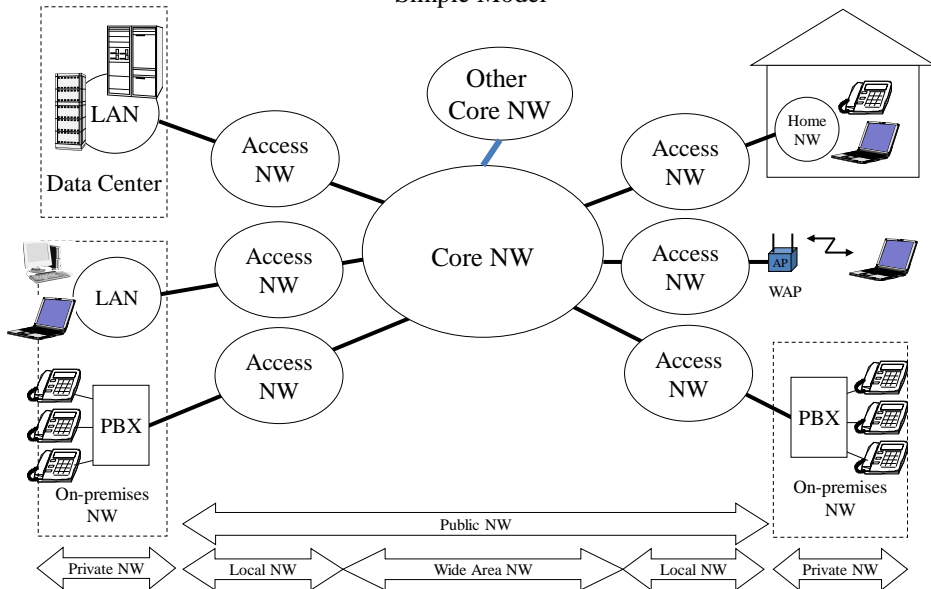 Simple Model
Other
Core NW
LAN
Access
NW
Data Center
Access
NW
Home
NW
Core NW
Access
NW
LAN
Access
NW
AP
WAP
Access
NW
PBX
On-premises
NW
Access
NW
PBX
On-premises
NW
Public NW
Private NW
Local NW
Wide Area NW
Local NW
Private NW